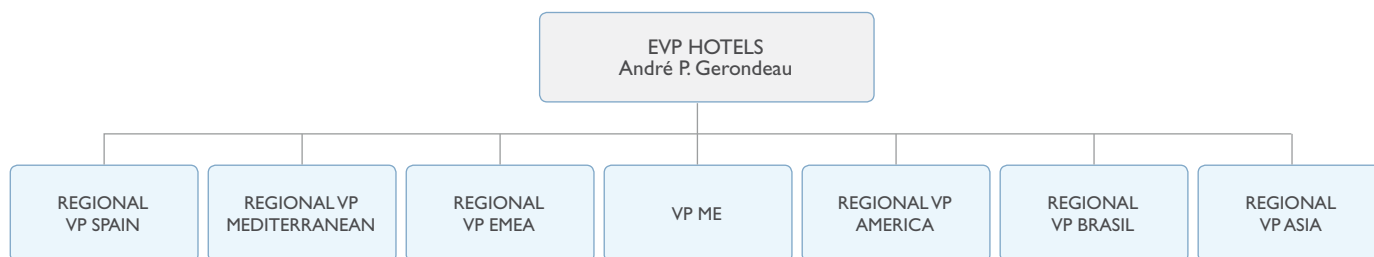 EVP HOTELS
André P. Gerondeau
REGIONAL
VP SPAIN
REGIONAL VP
MEDITERRANEAN
REGIONAL
VP EMEA
VP ME
REGIONAL VP
AMERICA
REGIONAL
VP BRASIL
REGIONAL
VP ASIA